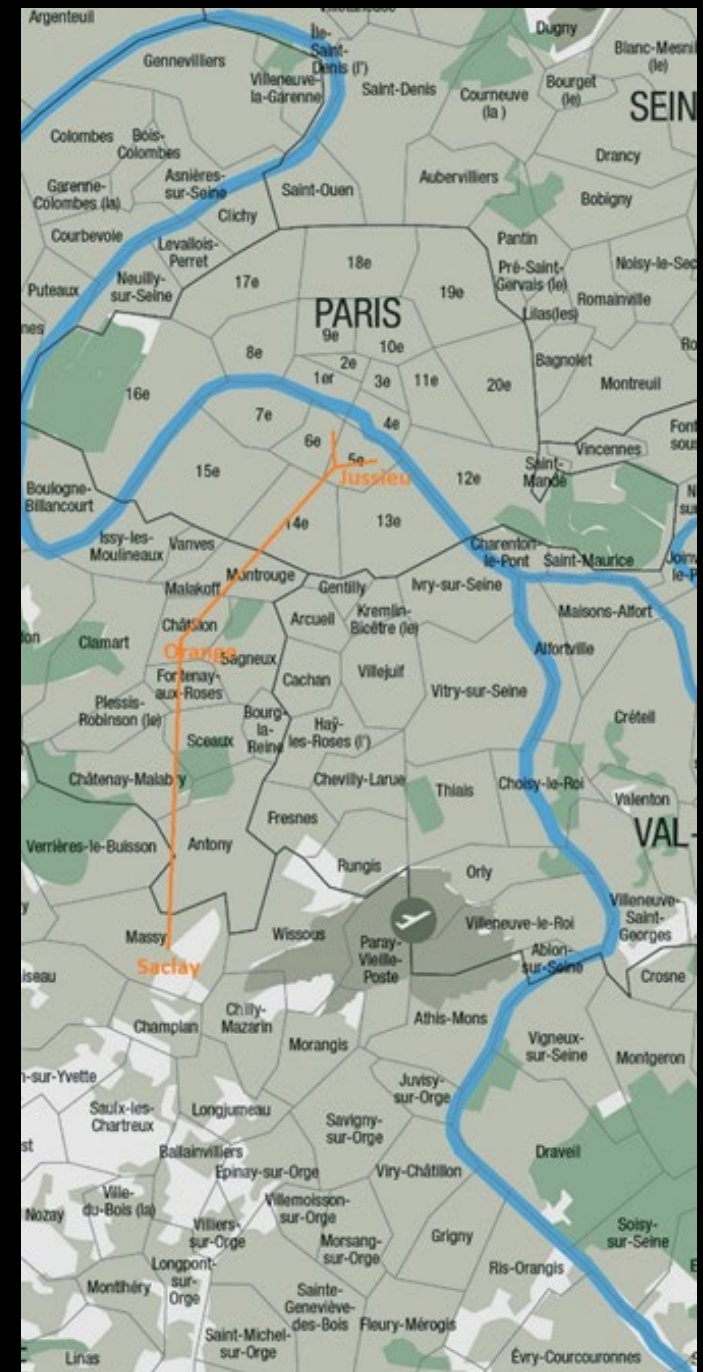 Argenteuil
Île-
Saint-
Denis (l')
Dugny
Gennevilliers
Blanc-Mesnil
(le)
Villeneuve-
la-Garenne
Saint-Denis
Courneuve
(la )
Bourget
(le)
SEIN
Colombes
Bois-
Colombes
Drancy
Garenne-
Colombes (la)
Asnières-
sur-Seine
Saint-Ouen
Aubervilliers
Bobigny
Courbevoie
Clichy
Levallois-
Perret
Pantin
Puteaux
Neuilly-
sur-Seine
17e
18e
19e
Pré-Saint-
Gervais (le)
Noisy-le-Sec
Lilas(les)
Romainville
nes
PARIS
9e
10e
8e
2e
1er
3e
11e
20e
Bagnolet
Montreuil
16e
7e
4e
6e
5e
Jussieu
15e
12e
Saint-
Mandé
Vincennes
Font
sous
Boulogne-
Billancourt
14e
13e
Issy-les-
Moulineaux
Vanves
Charenton-
le-Pont
Saint-Maurice
Joinv
le-P
Malakoff
Montrouge
Gentilly
Ivry-sur-Seine
Maisons-Alfort
Châtillon
Arcueil
Kremlin-
Bicêtre (le)
Clamart
Orange
Bagneux
Alfortville
Fontenay-
aux-Roses
Cachan
Villejuif
Vitry-sur-Seine
Plessis-
Robinson (le)
Bourg-
la-
Reine
Haÿ-
les-Roses (l')
Créteil
Sceaux
Châtenay-Malabry
Chevilly-Larue
Thiais
Choisy-le-Roi
Valenton
Fresnes
VAL-
Verrières-le-Buisson
Antony
Rungis
Orly
Villeneuve-
Saint-
Georges
Massy
Wissous
Paray-
Vieille-
Poste
Villeneuve-le-Roi
Ablon-
sur-Seine
Saclay
iseau
Crosne
Champlan
Chilly-
Mazarin
Morangis
Athis-Mons
Vigneux-
sur-Seine
Montgeron
n-sur-Yvette
Juvisy-
sur-Orge
Saulx-les-
Chartreux
Longjumeau
Savigny-
sur-Orge
Draveil
Ballainvilliers
Epinay-sur-Orge
Viry-Châtillon
Ville-
du-Bois (la)
Nozay
Villemoisson-
sur-Orge
Villiers-
sur-Orge
Morsang-
sur-Orge
Grigny
Soisy-
sur-Seine
Ris-Orangis
Longpont-
sur-
Orge
Montlhéry
Sainte-
Geneviève-
des-Bois
Fleury-Mérogis
Saint-Michel-
sur-Orge
Linas
Évry-Courcouronnes